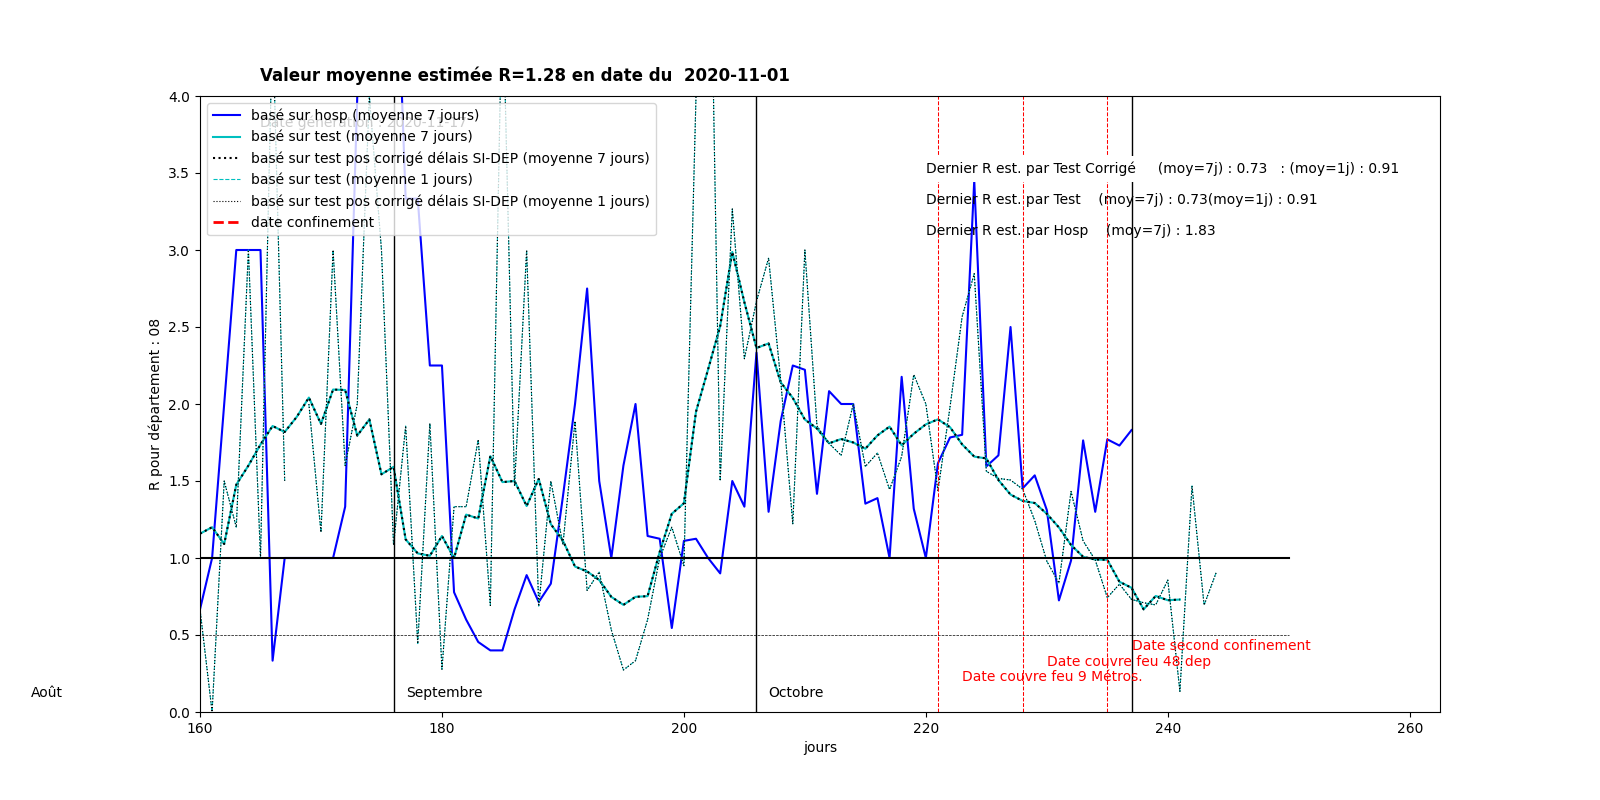 Valeur moyenne estimée R=1.28 en date du  2020-11-01
Date génération : 2020-11-17
basé sur hosp (moyenne 7 jours)
basé sur test (moyenne 7 jours)
basé sur test pos corrigé délais SI-DEP (moyenne 7 jours)
basé sur test (moyenne 1 jours)
basé sur test pos corrigé délais SI-DEP (moyenne 1 jours)
date confinement
Dernier R est. par Test Corrigé     (moy=7j) : 0.73   : (moy=1j) : 0.91
Dernier R est. par Test    (moy=7j) : 0.73(moy=1j) : 0.91
Dernier R est. par Hosp    (moy=7j) : 1.83
4.0
3.5
3.0
2.5
2.0
1.5
1.0
0.5
0.0
R pour département : 08
Date second confinement
Date couvre feu 48 dep
Date couvre feu 9 Métros.
Août
Septembre
Octobre
160
180
200
220
240
260
jours